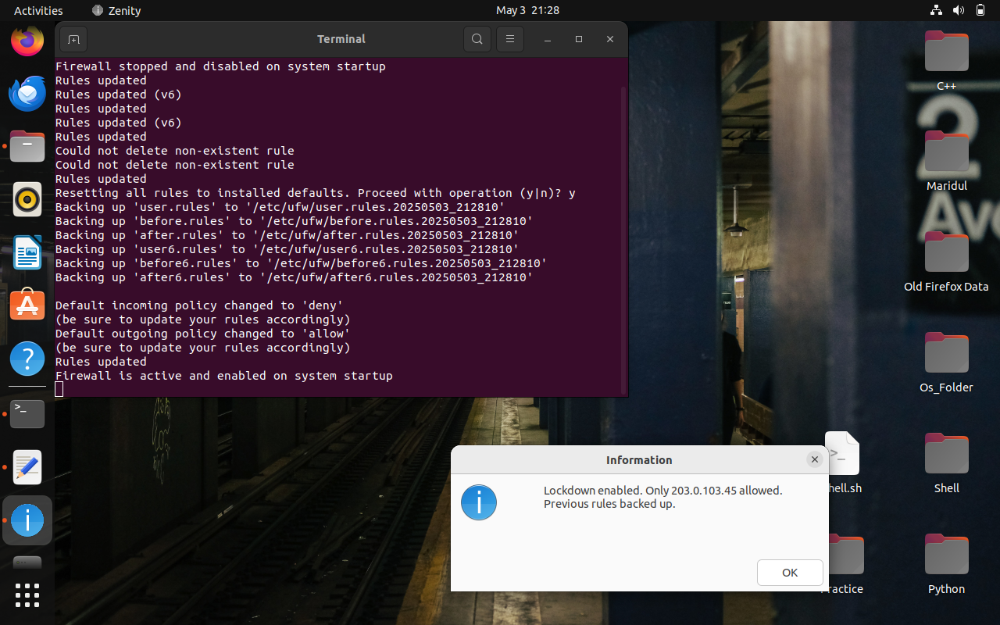 Activities
Zenity
May 3 21:28
Terminal
Firewall stopped and disabled on system startup
Rules updated
Rules updated (v6)
Rules updated
Rules updated (v6)
Rules updated
Could not delete non-existent rule
Could not delete non-existent rule
Rules updated
Resetting all rules to installed defaults. Proceed with operation (y|n)? y
Backing up 'user.rules' to '/etc/ufw/user.rules.20250503_212810'
Backing up 'before.rules' to '/etc/ufw/before.rules.20250503_212810'
Backing up 'after.rules' to '/etc/ufw/after.rules.20250503_212810'
Backing up 'user6.rules' to '/etc/ufw/user6.rules.20250503_212810'
Backing up 'before6.rules' to '/etc/ufw/before6.rules.20250503_212810'
Backing up 'after6.rules' to '/etc/ufw/after6.rules.20250503_212810'
Default incoming policy changed to 'deny'
(be sure to update your rules accordingly)
Default outgoing policy changed to 'allow'
(be sure to update your rules accordingly)
Rules updated
Firewall is active and enabled on system startup
Information
Lockdown enabled. Only 203.0.103.45 allowed.
Previous rules backed up.
OK
C++
Maridul
Old Firefox Data
Os_Folder
hell.sh
Shell
ractice
Python
2
Av